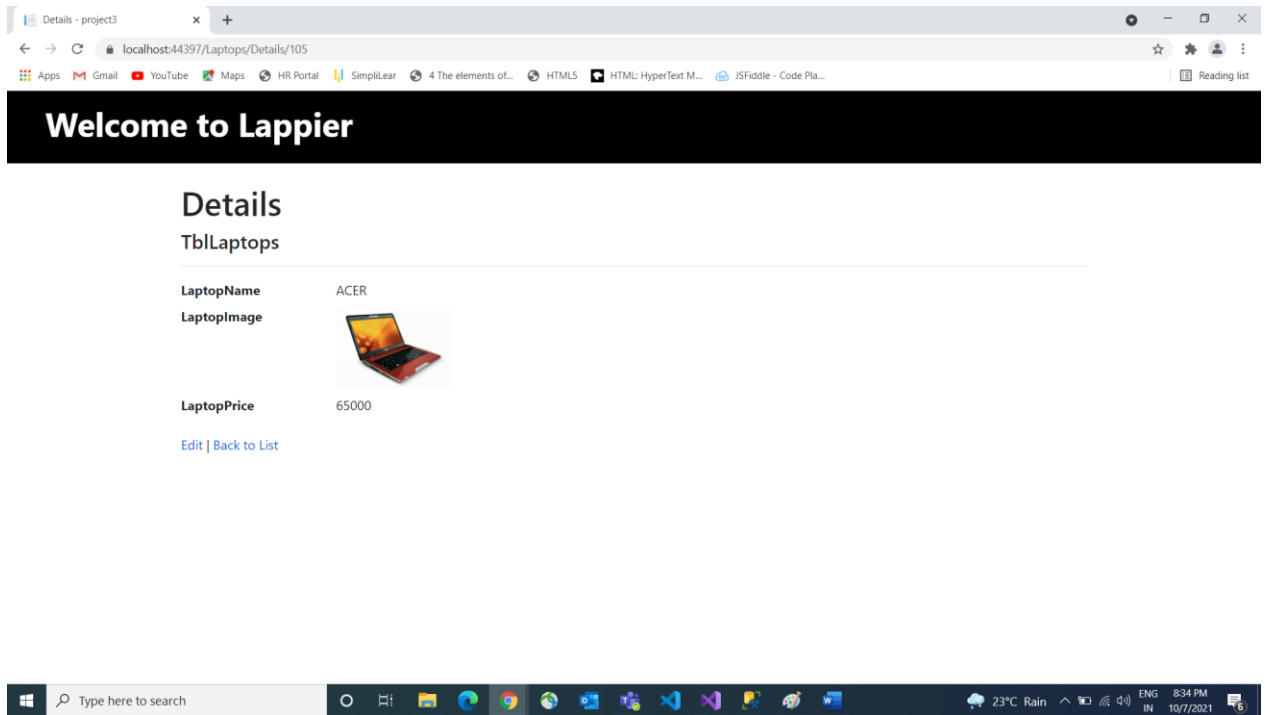 Details - project3
localhost:44397/Laptops/Details/105
Apps Gmail YouTube Maps HR Portal SimpliLear 4 The elements of... HTML5 HTML: HyperText M... JSFiddle - Code Pla... Reading list
Welcome to Lappier
Details
TblLaptops
LaptopName ACER
LaptopImage
LaptopPrice 65000
Edit | Back to List
Type here to search 23°C Rain ENG 8:34 PM
IN 10/7/2021 6